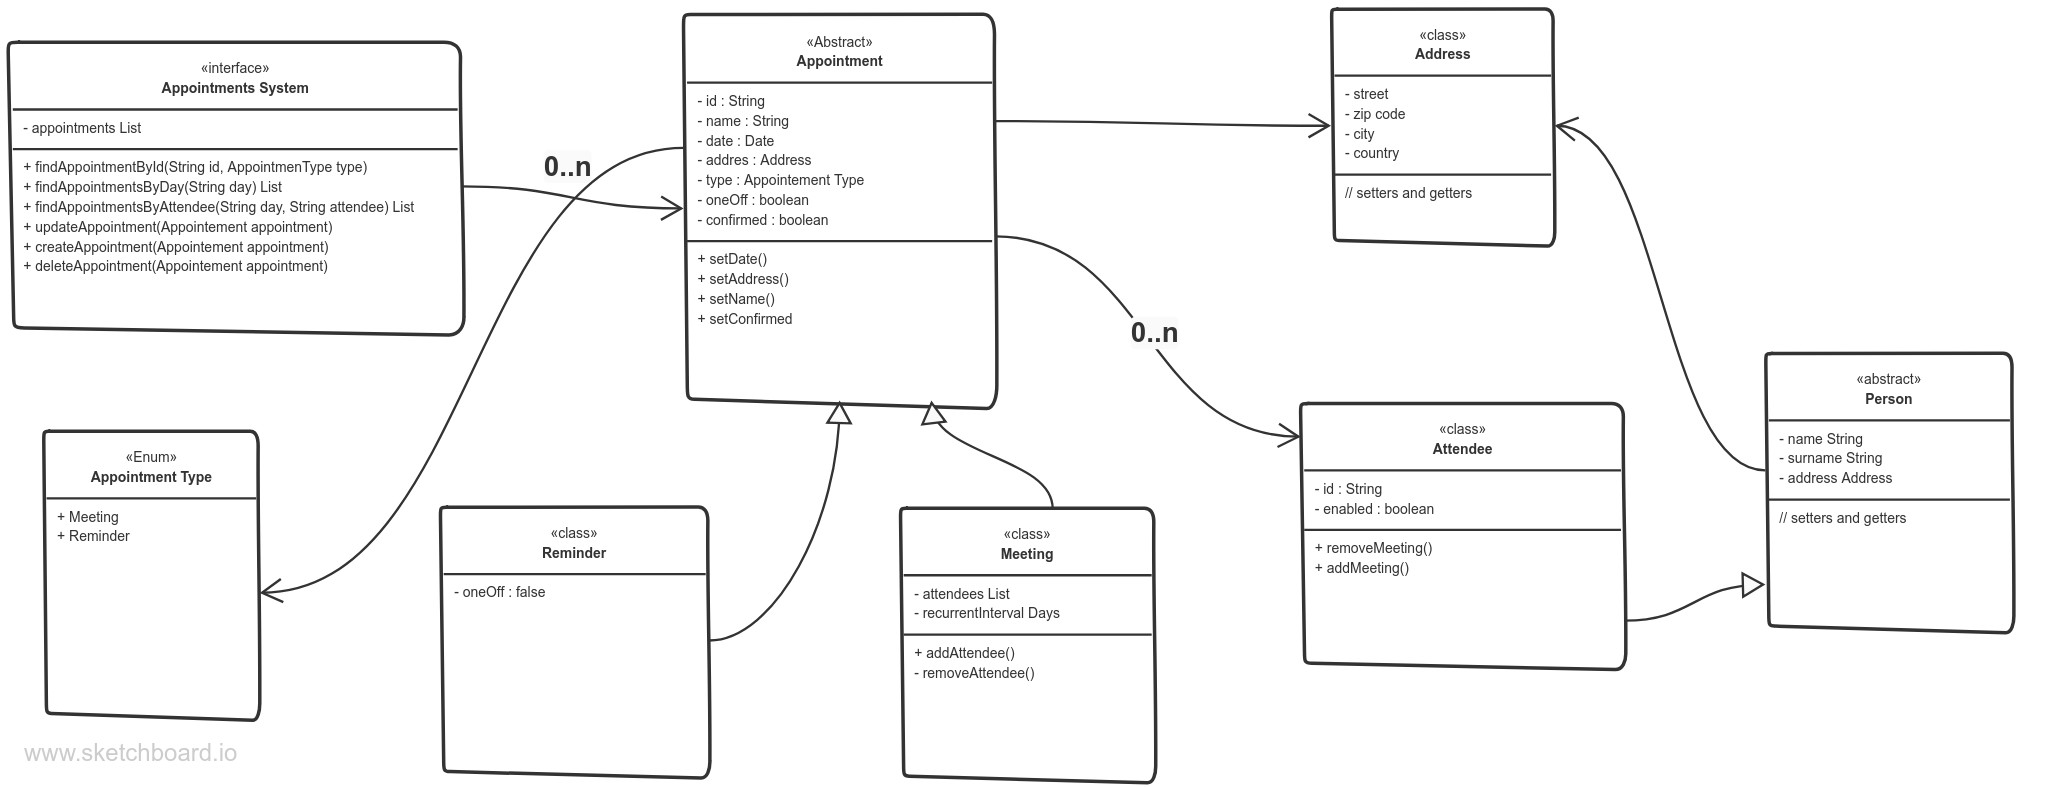 «interface»
Appointments System
- appointments List
+ findAppointmentById(String id, AppointmenType type)
+ findAppointmentsByDay(String day) List
+ findAppointmentsByAttendee(String day, String attendee) List
+ updateAppointment(Appointement appointment)
+ createAppointment(Appointement appointment)
+ deleteAppointment(Appointement appointment)
0..n
«Abstract»
Appointment
- id : String
- name : String
- date : Date
- addres : Address
- type : Appointement Type
- oneOff : boolean
- confirmed : boolean
+ setDate()
+ setAddress()
+ setName()
+ setConfirmed
«class»
Address
- street
- zip code
- city
- country
// setters and getters
0..n
«abstract»
Person
- name String
- surname String
- address Address
// setters and getters
«class»
Attendee
- id : String
- enabled : boolean
+ removeMeeting()
+ addMeeting()
«Enum»
Appointment Type
+ Meeting
+ Reminder
«class»
Reminder
- oneOff : false
«class»
Meeting
- attendees List
- recurrentInterval Days
+ addAttendee()
- removeAttendee()
www.sketchboard.io